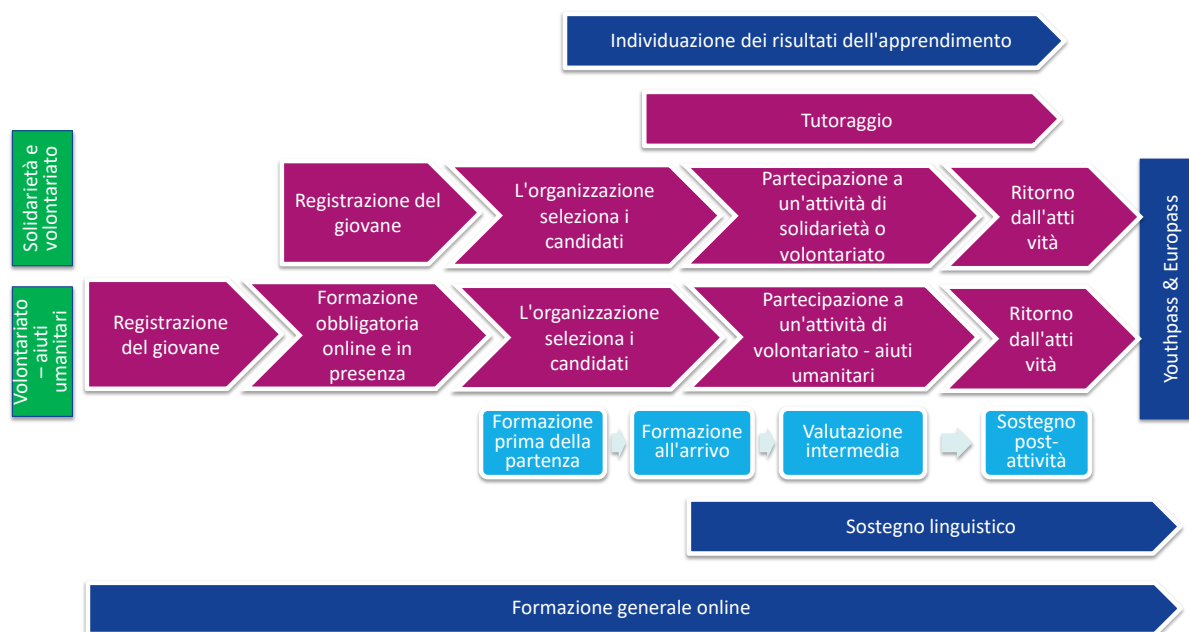 Individuazione dei risultati dell'apprendimento
Tutoraggio
Solidarietà e
volontariato
Registrazione del
giovane
L'organizzazione
seleziona i
candidati
Partecipazione a
un'attività di
solidarietà o
volontariato
Ritorno
dall'atti
vità
Volontariato
– aiuti
umanitari
Registrazione
del giovane
Formazione
obbligatoria
online e in
presenza
L'organizzazione
seleziona i
candidati
Partecipazione a
un'attività di
volontariato - aiuti
umanitari
Ritorno
dall'atti
vità
Youthpass & Europass
Formazione
prima della
partenza
Formazione
all'arrivo
Valutazione
intermedia
Sostegno
post-
attività
Sostegno linguistico
Formazione generale online